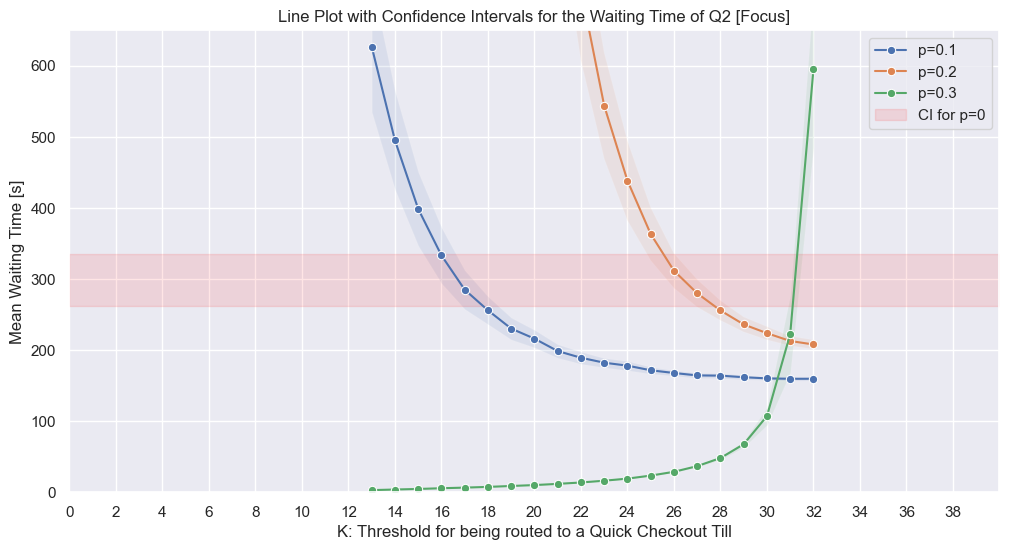 Line Plot with Confidence Intervals for the Waiting Time of Q2 [Focus]
p=0.1
p=0.2
p=0.3
CI for p=0
Mean Waiting Time [s]
600
500
400
300
200
100
0
0 2 4 6 8 10 12 14 16 18 20 22 24 26 28 30 32 34 36 38
K: Threshold for being routed to a Quick Checkout Till